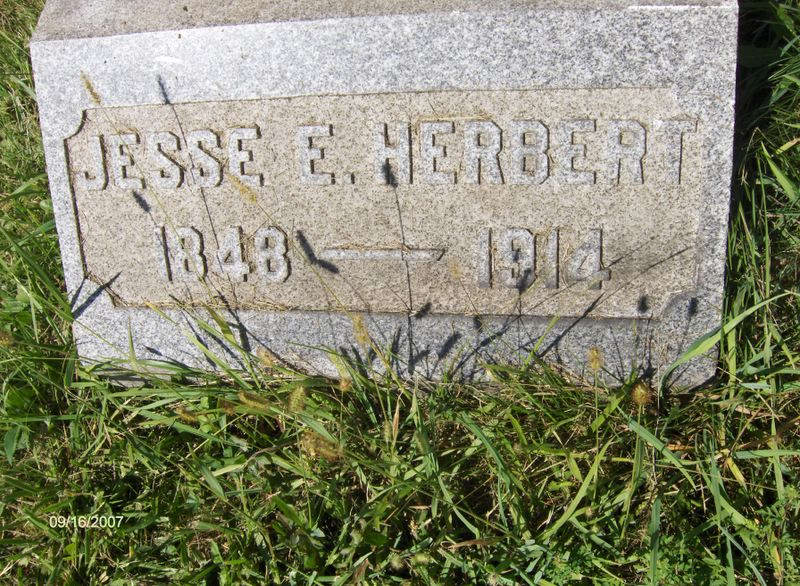 JESSE E. HERBERT
1848 — 1914
09/16/2007